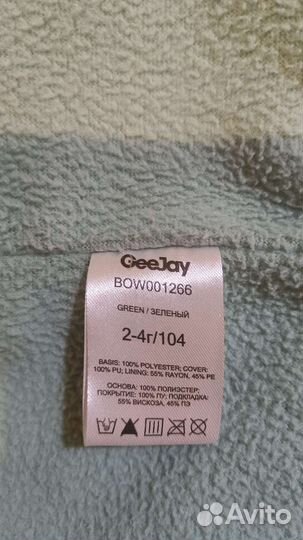 GeeJay
BOW001266
GREEN / ЗЕЛЕНЫЙ
2-4г/104
BASIS: 100% POLYESTER; COVER:
100% PU; LINING: 55% RAYON, 45% PE
ОСНОВА: 100% ПОЛИЭСТЕР;
ПОКРЫТИЕ: 100% ПУ; ПОДКЛАДКА:
55% ВИСКОЗА, 45% ПЭ
Avito